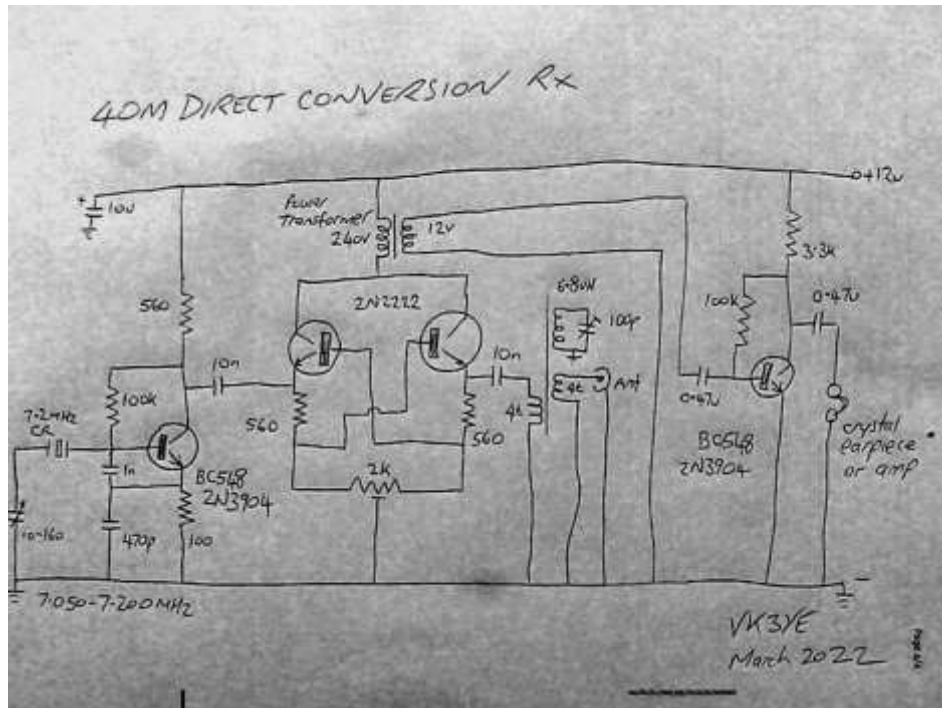 40M DIRECT CONVERSION Rx
0+12v
+
10u
Power
Transformer
240v
12v
3.3k
6.8uH
560
2N2222
100p
100k
0.47u
10n
10n
100k
4t
Ant
7.2MHz
CR
560
4t
0.47u
560
crystal
earpiece
or amp
1n
BC548
2N3904
2k
BC548
2N3904
10-160
470p
100
7.050-7.200MHz
VK3YE
March 2022